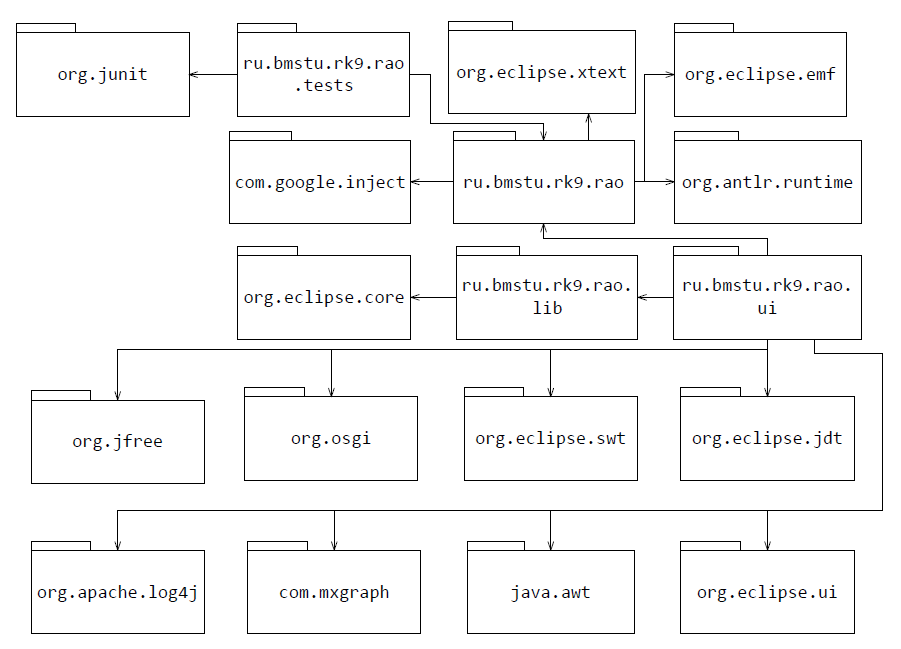 org.junit
ru.bmstu.rk9.rao
.tests
org.eclipse.xtext
org.eclipse.emf
com.google.inject
ru.bmstu.rk9.rao
org.antlr.runtime
org.eclipse.core
ru.bmstu.rk9.rao.
lib
ru.bmstu.rk9.rao.
ui
org.jfree
org.osgi
org.eclipse.swt
org.eclipse.jdt
org.apache.log4j
com.mxgraph
java.awt
org.eclipse.ui